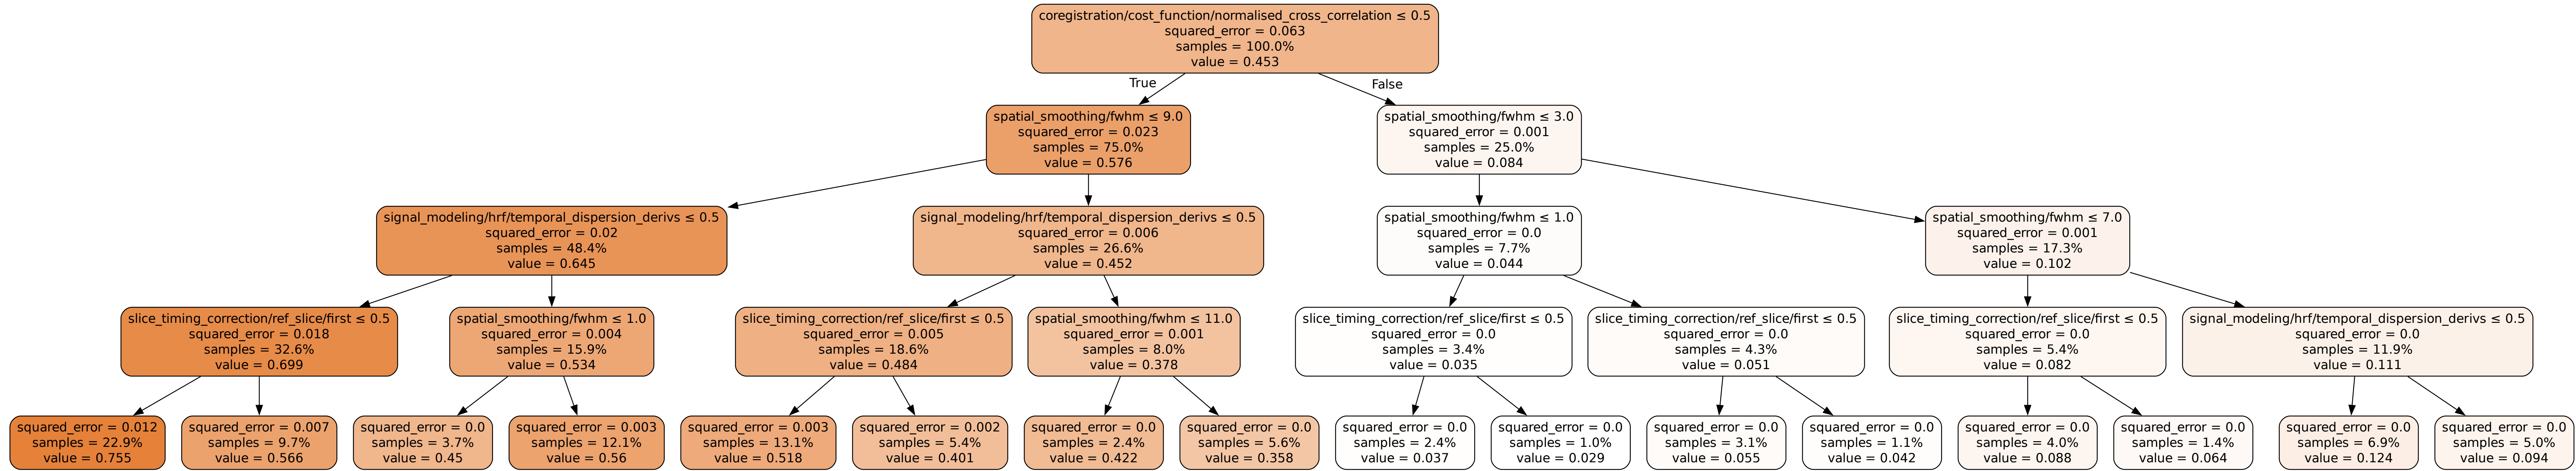 coregistration/cost_function/normalised_cross_correlation ≤ 0.5
squared_error = 0.063
samples = 100.0%
value = 0.453
True
False
spatial_smoothing/fwhm ≤ 9.0
squared_error = 0.023
samples = 75.0%
value = 0.576
spatial_smoothing/fwhm ≤ 3.0
squared_error = 0.001
samples = 25.0%
value = 0.084
signal_modeling/hrf/temporal_dispersion_derivs ≤ 0.5
squared_error = 0.02
samples = 48.4%
value = 0.645
signal_modeling/hrf/temporal_dispersion_derivs ≤ 0.5
squared_error = 0.006
samples = 26.6%
value = 0.452
spatial_smoothing/fwhm ≤ 1.0
squared_error = 0.0
samples = 7.7%
value = 0.044
spatial_smoothing/fwhm ≤ 7.0
squared_error = 0.001
samples = 17.3%
value = 0.102
slice_timing_correction/ref_slice/first ≤ 0.5
squared_error = 0.018
samples = 32.6%
value = 0.699
spatial_smoothing/fwhm ≤ 1.0
squared_error = 0.004
samples = 15.9%
value = 0.534
slice_timing_correction/ref_slice/first ≤ 0.5
squared_error = 0.005
samples = 18.6%
value = 0.484
spatial_smoothing/fwhm ≤ 11.0
squared_error = 0.001
samples = 8.0%
value = 0.378
slice_timing_correction/ref_slice/first ≤ 0.5
squared_error = 0.0
samples = 3.4%
value = 0.035
slice_timing_correction/ref_slice/first ≤ 0.5
squared_error = 0.0
samples = 4.3%
value = 0.051
slice_timing_correction/ref_slice/first ≤ 0.5
squared_error = 0.0
samples = 5.4%
value = 0.082
signal_modeling/hrf/temporal_dispersion_derivs ≤ 0.5
squared_error = 0.0
samples = 11.9%
value = 0.111
squared_error = 0.012
samples = 22.9%
value = 0.755
squared_error = 0.007
samples = 9.7%
value = 0.566
squared_error = 0.0
samples = 3.7%
value = 0.45
squared_error = 0.003
samples = 12.1%
value = 0.56
squared_error = 0.003
samples = 13.1%
value = 0.518
squared_error = 0.002
samples = 5.4%
value = 0.401
squared_error = 0.0
samples = 2.4%
value = 0.422
squared_error = 0.0
samples = 5.6%
value = 0.358
squared_error = 0.0
samples = 2.4%
value = 0.037
squared_error = 0.0
samples = 1.0%
value = 0.029
squared_error = 0.0
samples = 3.1%
value = 0.055
squared_error = 0.0
samples = 1.1%
value = 0.042
squared_error = 0.0
samples = 4.0%
value = 0.088
squared_error = 0.0
samples = 1.4%
value = 0.064
squared_error = 0.0
samples = 6.9%
value = 0.124
squared_error = 0.0
samples = 5.0%
value = 0.094